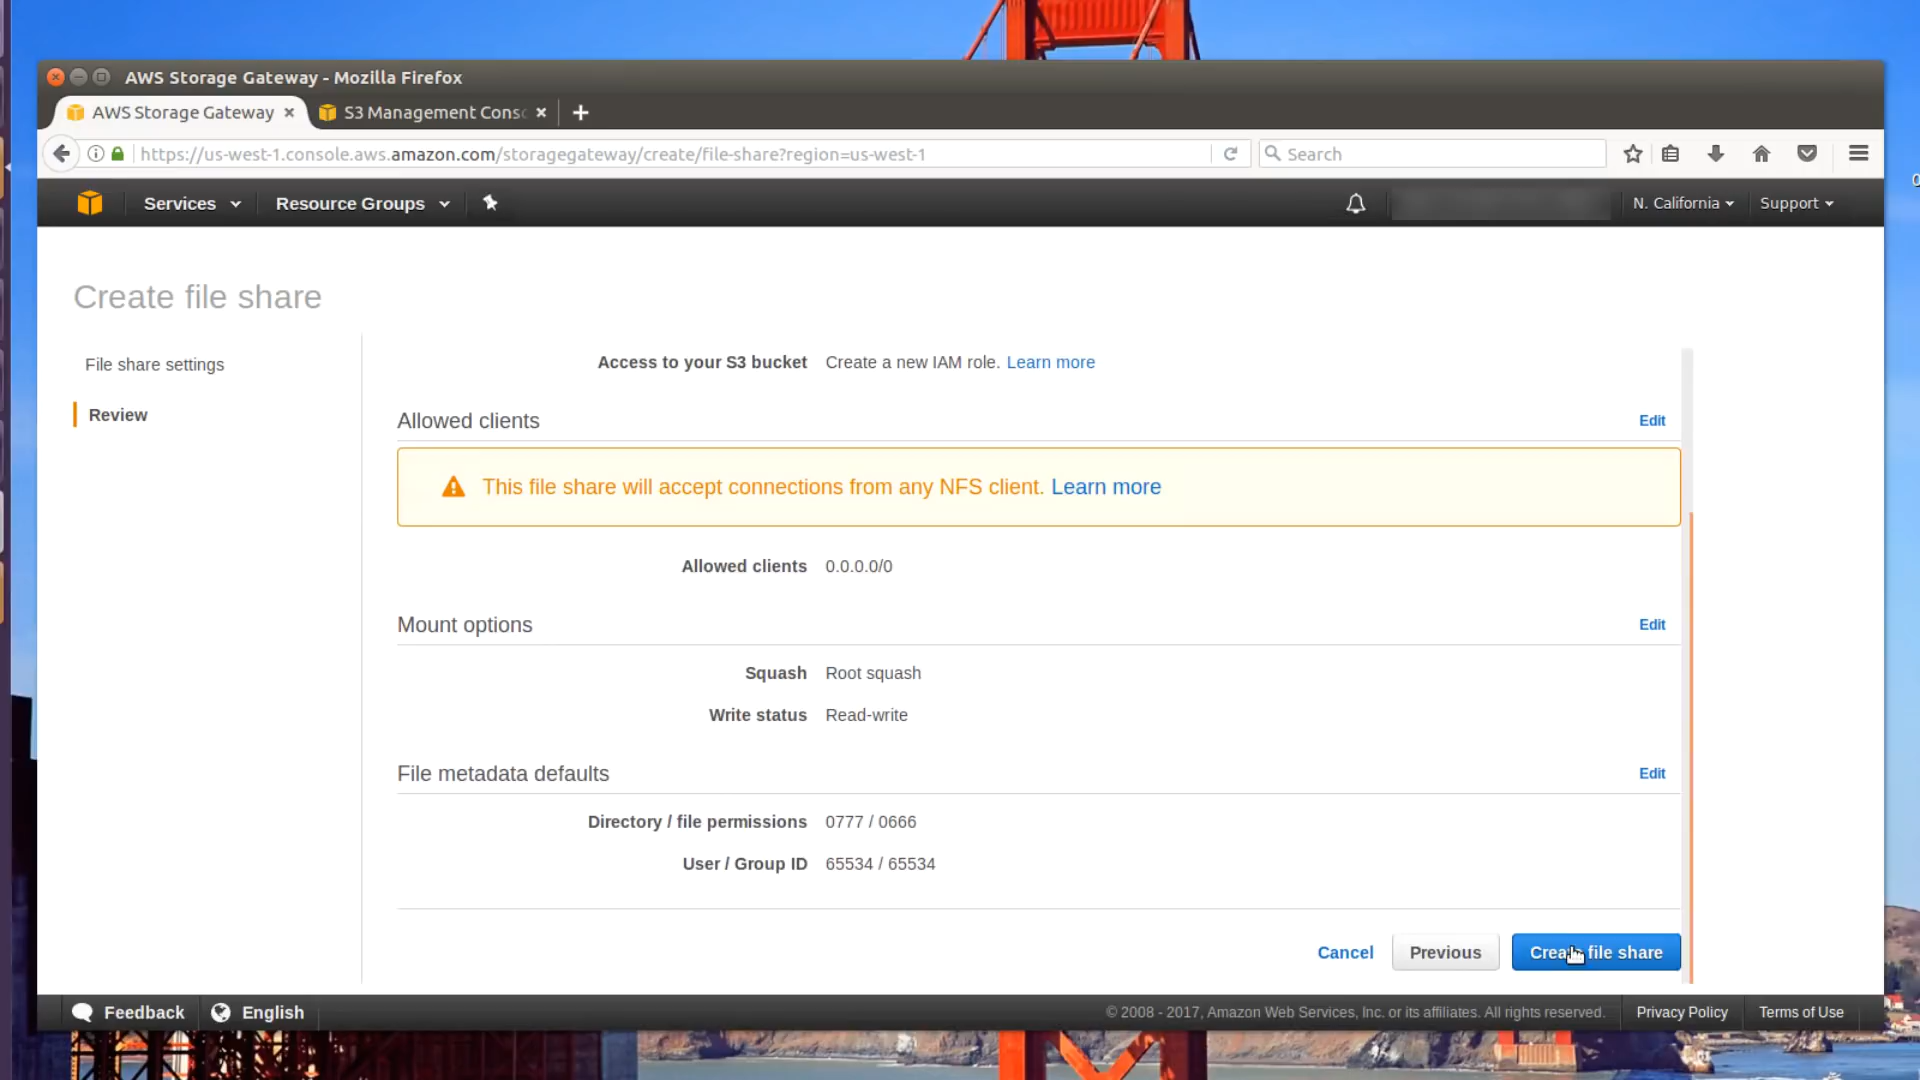 AWS Storage Gateway - Mozilla Firefox
AWS Storage Gateway
S3 Management Consc
https://us-west-1.console.aws.amazon.com/storagegateway/create/file-share?region=us-west-1
Search
Services
Resource Groups
N. California
Support
Create file share
File share settings
Review
Access to your S3 bucket Create a new IAM role. Learn more
Allowed clients Edit
This file share will accept connections from any NFS client. Learn more
Allowed clients 0.0.0.0/0
Mount options Edit
Squash Root squash
Write status Read-write
File metadata defaults Edit
Directory / file permissions 0777 / 0666
User / Group ID 65534 / 65534
Cancel Previous Create file share
Feedback English © 2008 - 2017, Amazon Web Services, Inc. or its affiliates. All rights reserved. Privacy Policy Terms of Use